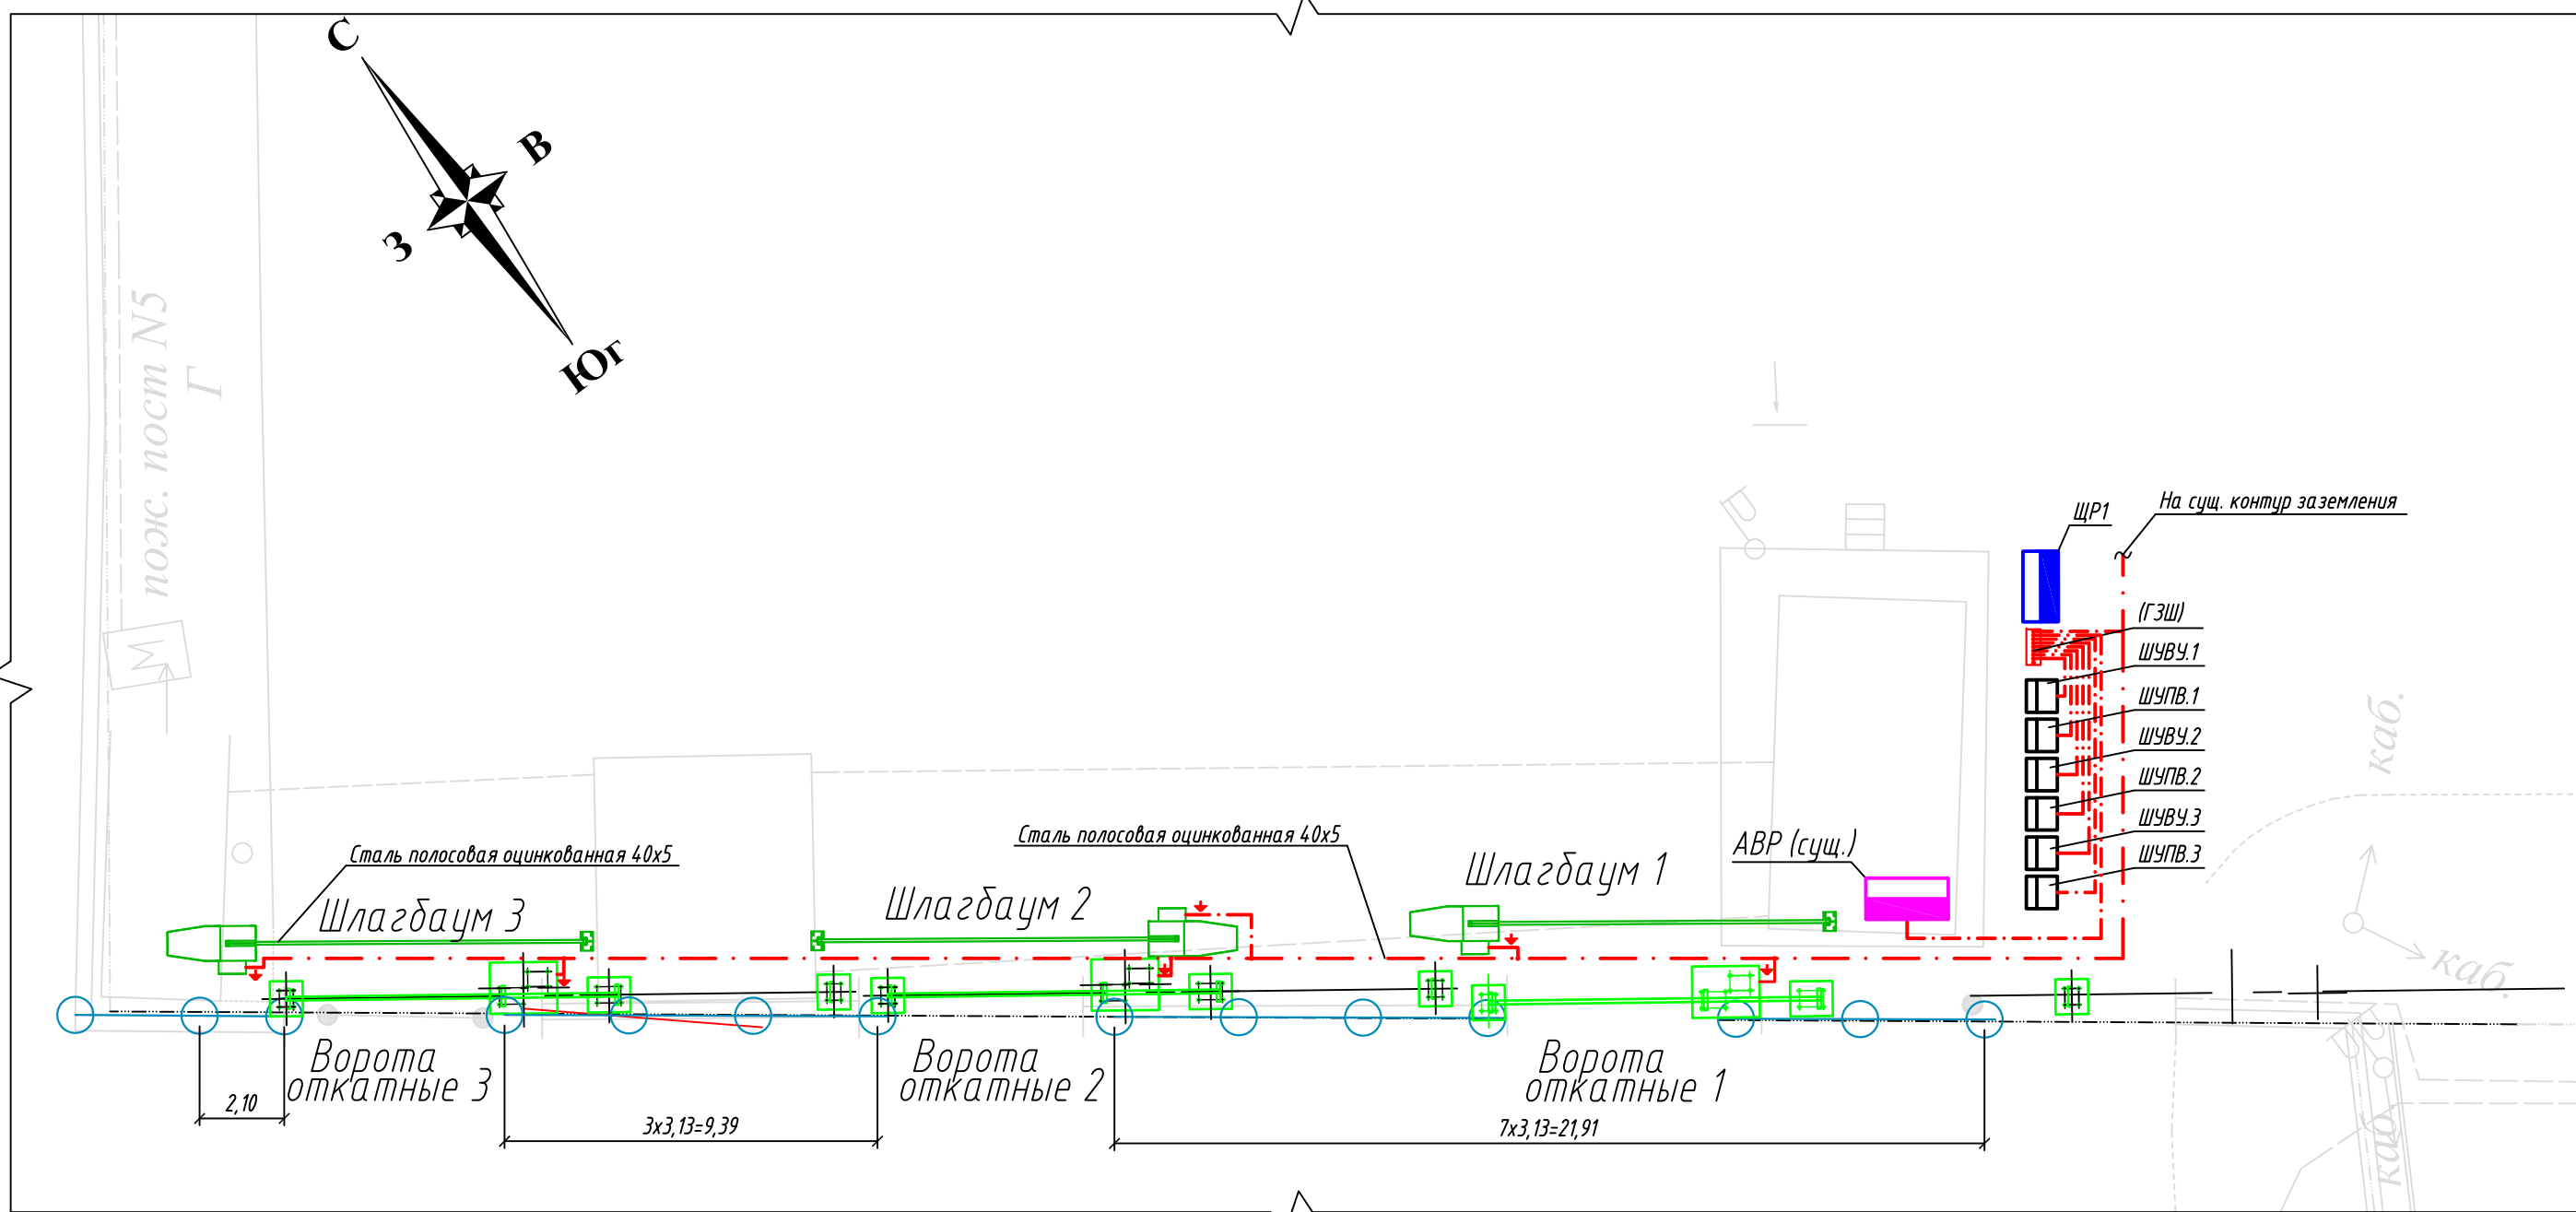 С
В
З
Юг
пож. пост N5
Г
М
ЩР1
На сущ. контур заземления
(ГЗШ)
ШУВУ.1
ШУПВ.1
ШУВУ.2
ШУПВ.2
ШУВУ.3
ШУПВ.3
каб.
каб.
каб.
Сталь полосовая оцинкованная 40х5
Сталь полосовая оцинкованная 40х5
АВР (сущ.)
Шлагбаум 3
Шлагбаум 2
Шлагбаум 1
Ворота
откатные 3
Ворота
откатные 2
Ворота
откатные 1
2,10
3х3,13=9,39
7х3,13=21,91